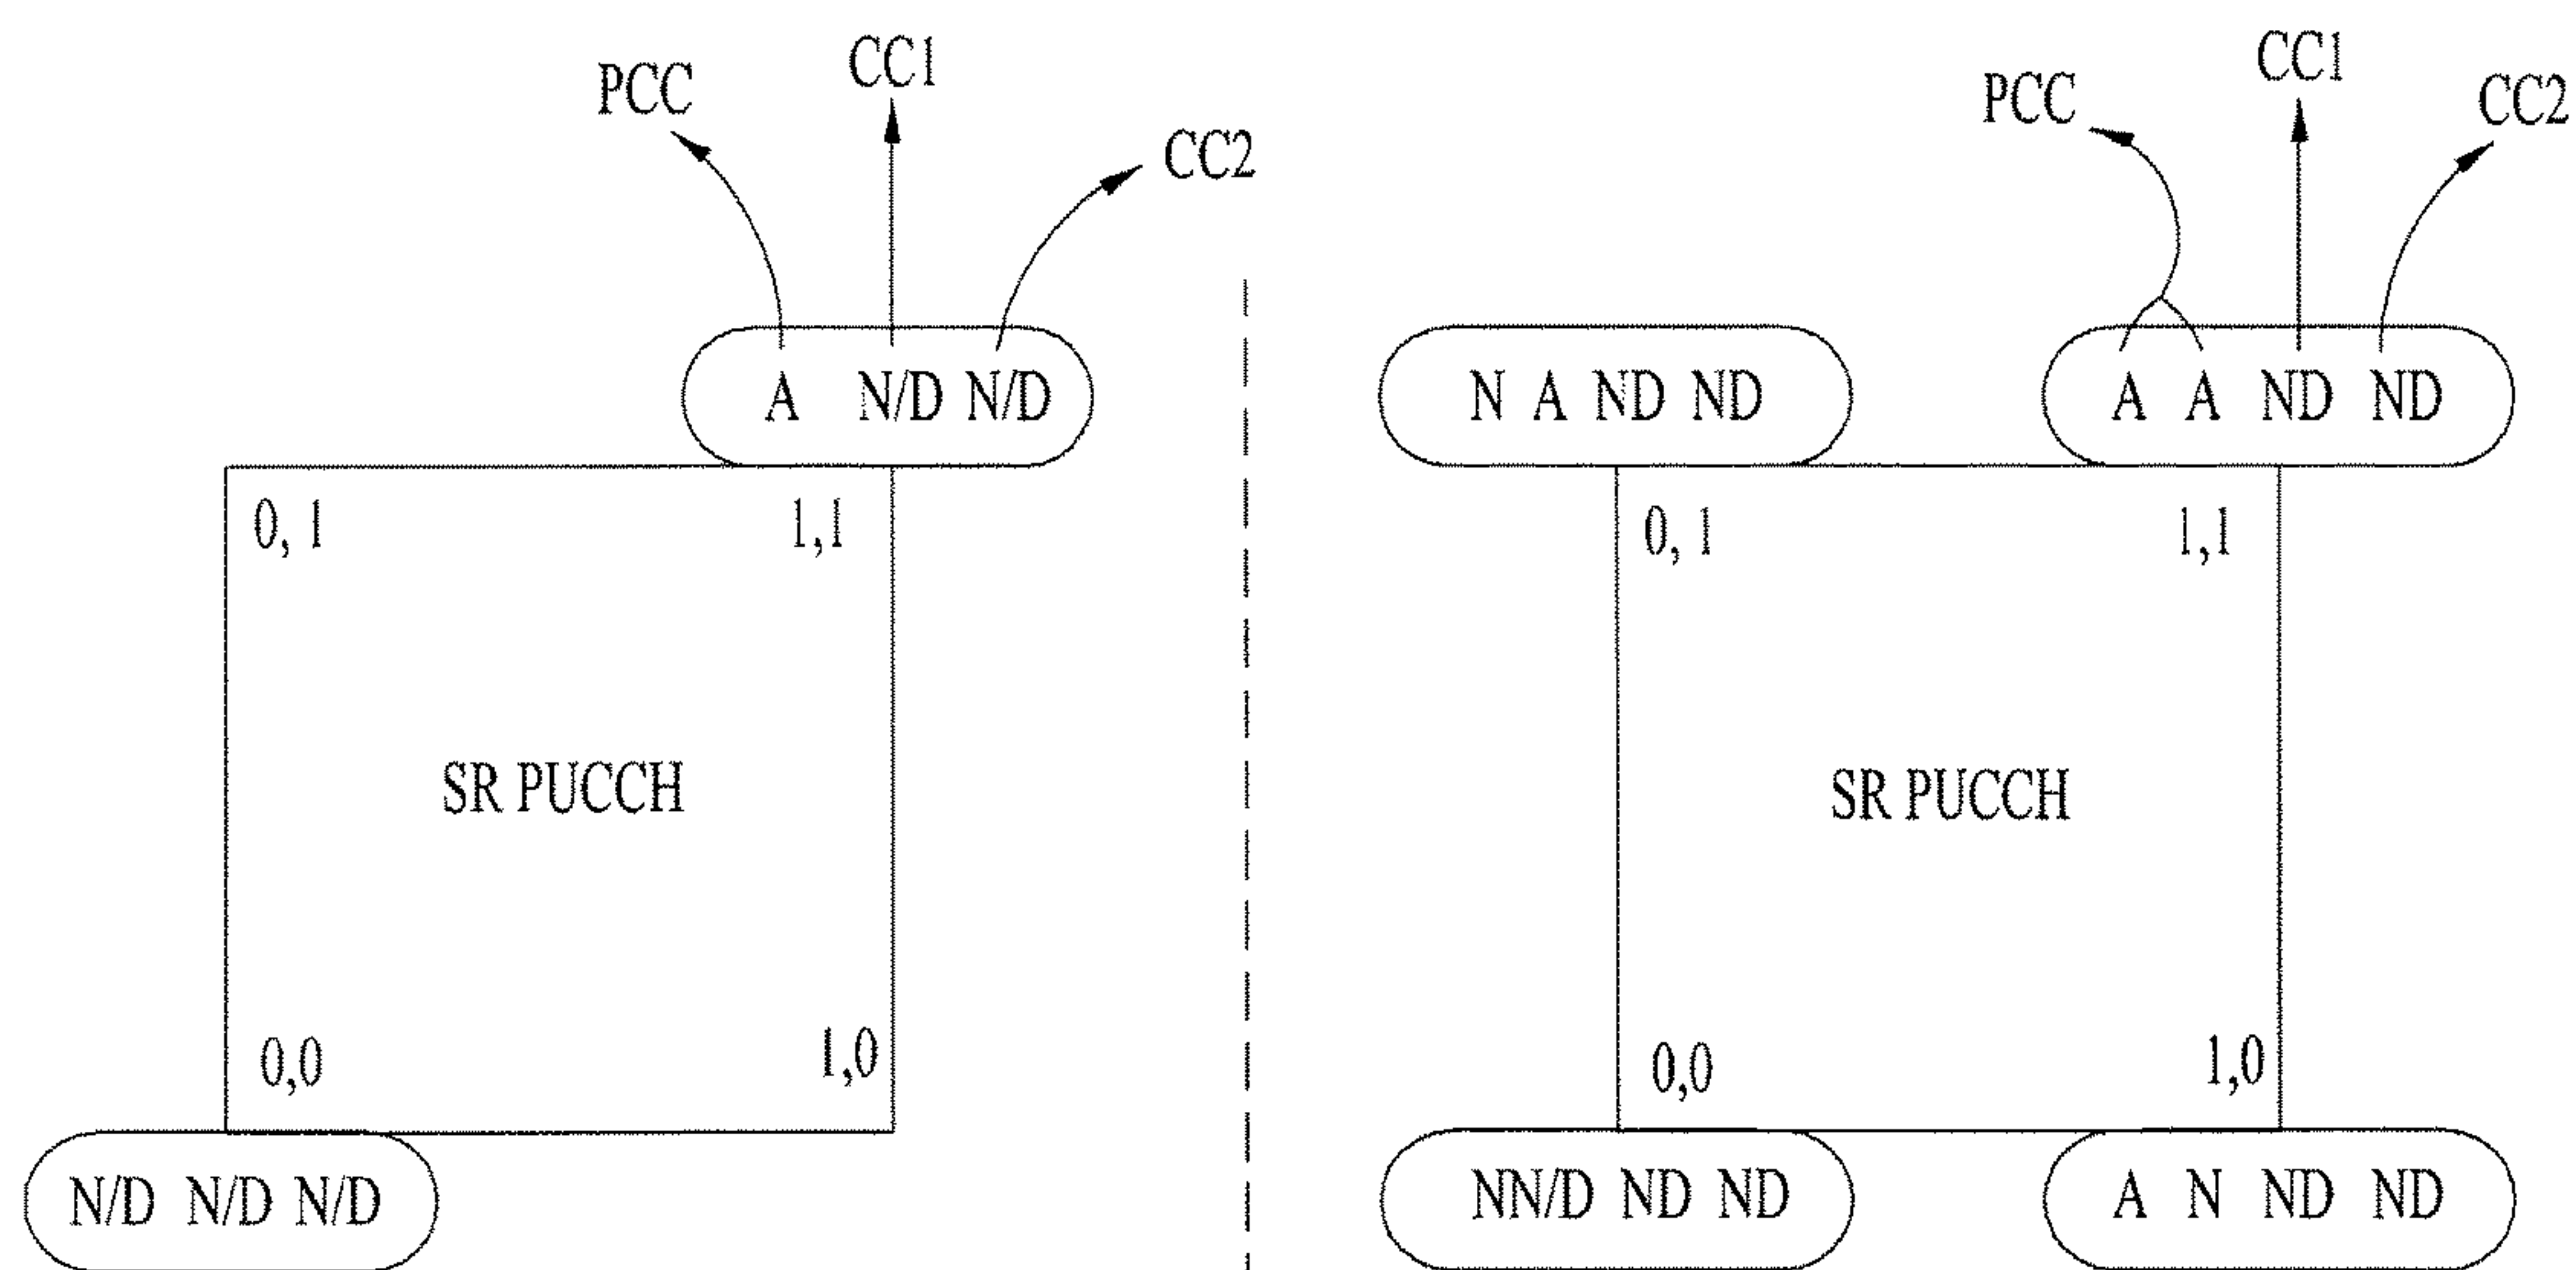 PCC CC1 CC2
A N/D N/D
0, 1 1,1
SR PUCCH
0,0 1,0
N/D N/D N/D
PCC CC1 CC2
N A ND ND A A ND ND
0, 1 1,1
SR PUCCH
0,0 1,0
NN/D ND ND A N ND ND